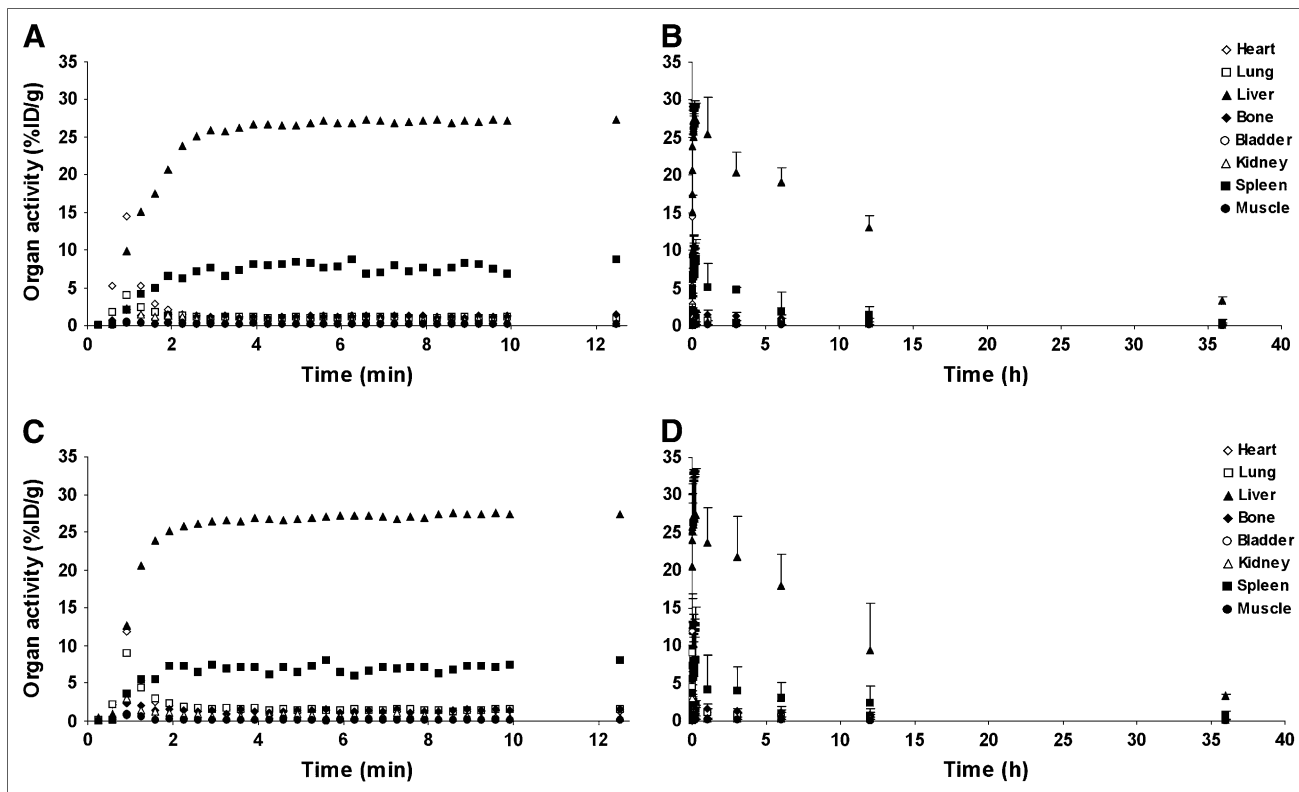 A
Organ activity (%ID/g)
35
30
25
20
15
10
5
0
0 2 4 6 8 10 12
Time (min)
B
35
30
25
20
15
10
5
0
0 5 10 15 20 25 30 35 40
Time (h)
Heart
Lung
Liver
Bone
Bladder
Kidney
Spleen
Muscle
C
Organ activity (%ID/g)
35
30
25
20
15
10
5
0
0 2 4 6 8 10 12
Time (min)
D
35
30
25
20
15
10
5
0
0 5 10 15 20 25 30 35 40
Time (h)
Heart
Lung
Liver
Bone
Bladder
Kidney
Spleen
Muscle